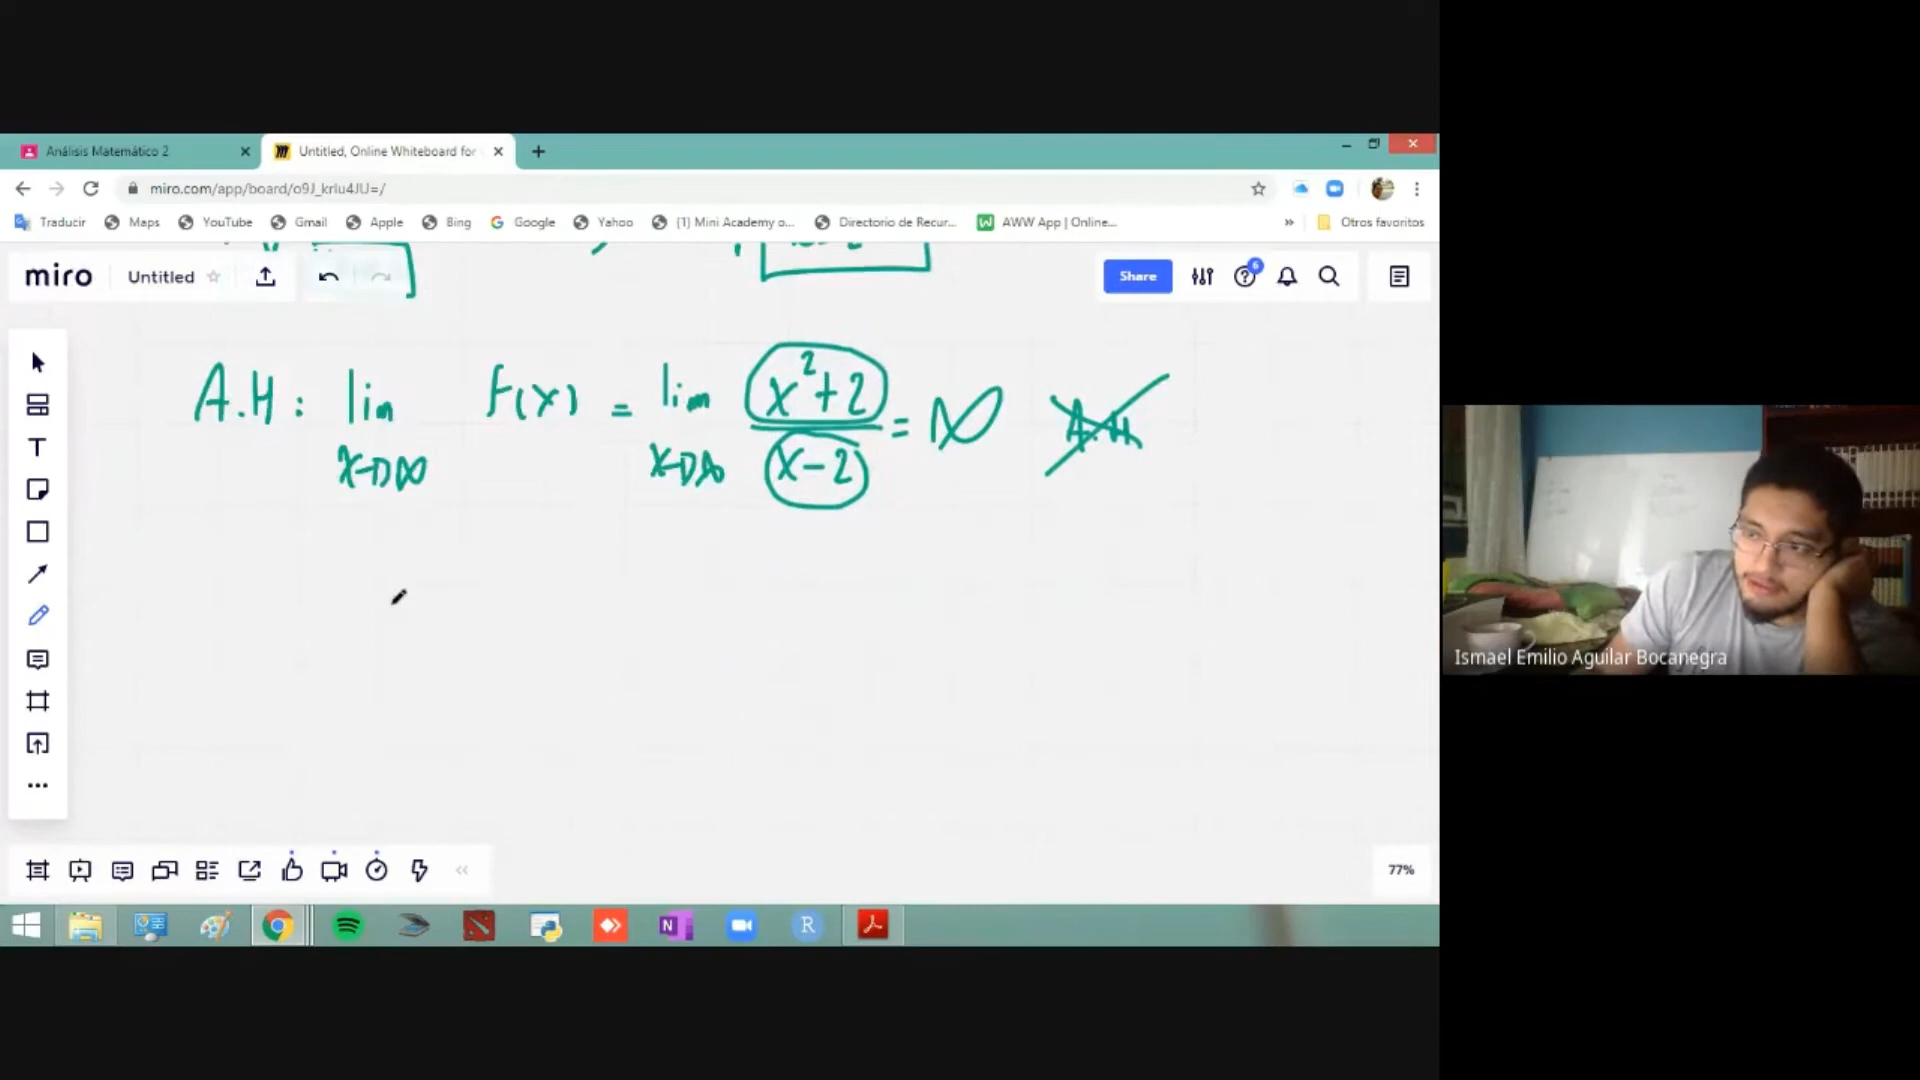 Análisis Matemático 2
Untitled, Online Whiteboard for
miro.com/app/board/o9J_krlu4JU=/
Traducir Maps YouTube Gmail Apple Bing Google Yahoo (1) Mini Academy o... Directorio de Recur... AWW App | Online... » Otros favoritos
miro Untitled Share 6
A.H: lim F(x) = lim x²+2 = ∞ A.H
x→∞ x→∞ x-2
Ismael Emilio Aguilar Bocanegra
77%
N R